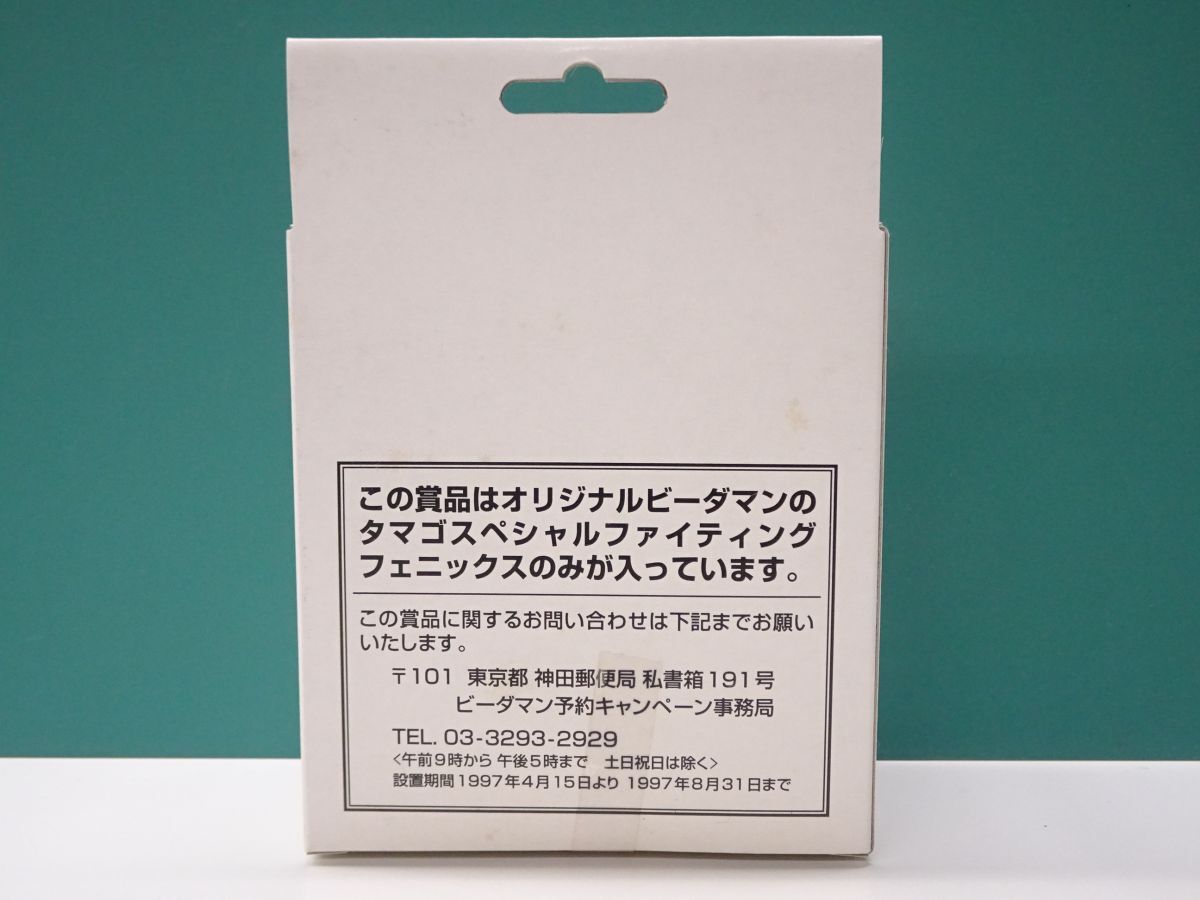 この賞品はオリジナルビーダマンの
タマゴスペシャルファイティング
フェニックスのみが入っています。
この賞品に関するお問い合わせは下記までお願い
いたします。
〒101 東京都 神田郵便局 私書箱191号
ビーダマン予約キャンペーン事務局
TEL. 03-3293-2929
<午前9時から 午後5時まで　土日祝日は除く>
設置期間1997年4月15日より 1997年8月31日まで